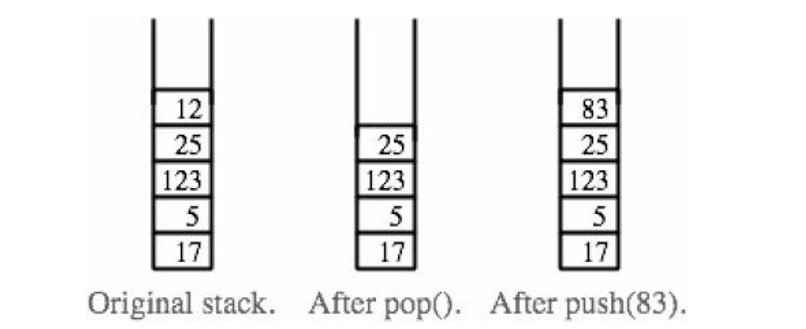 12 83
25 25 25
123 123 123
5 5 5
17 17 17
Original stack. After pop(). After push(83).